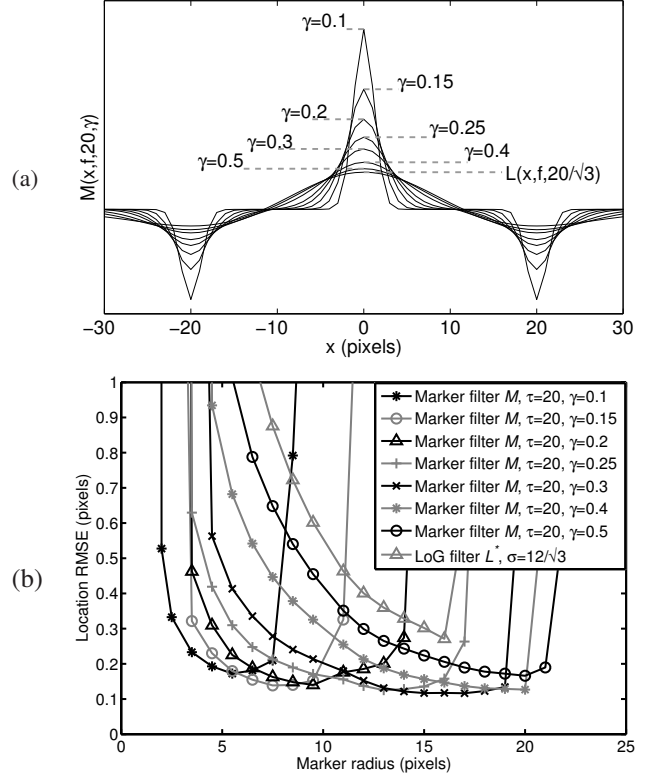 (a)
M(x,f,20,γ)
γ=0.1
γ=0.15
γ=0.2
γ=0.25
γ=0.3
γ=0.4
γ=0.5
L(x,f,20/√3)
−30 −20 −10 0 10 20 30
x (pixels)
(b)
Location RMSE (pixels)
1
0.9
0.8
0.7
0.6
0.5
0.4
0.3
0.2
0.1
0
Marker filter M, τ=20, γ=0.1
Marker filter M, τ=20, γ=0.15
Marker filter M, τ=20, γ=0.2
Marker filter M, τ=20, γ=0.25
Marker filter M, τ=20, γ=0.3
Marker filter M, τ=20, γ=0.4
Marker filter M, τ=20, γ=0.5
LoG filter L*, σ=12/√3
0 5 10 15 20 25
Marker radius (pixels)